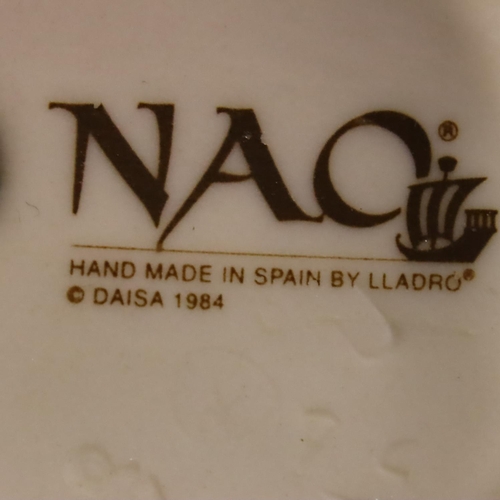 NAO®
HAND MADE IN SPAIN BY LLADRÓ®
© DAISA 1984